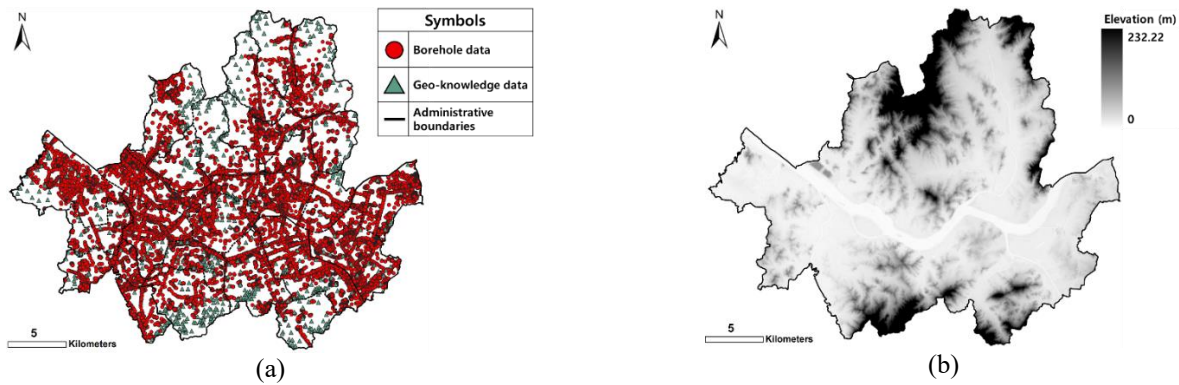 N
Symbols
Borehole data
Geo-knowledge data
Administrative
boundaries
5
Kilometers
(a)
N
Elevation (m)
232.22
0
5
Kilometers
(b)